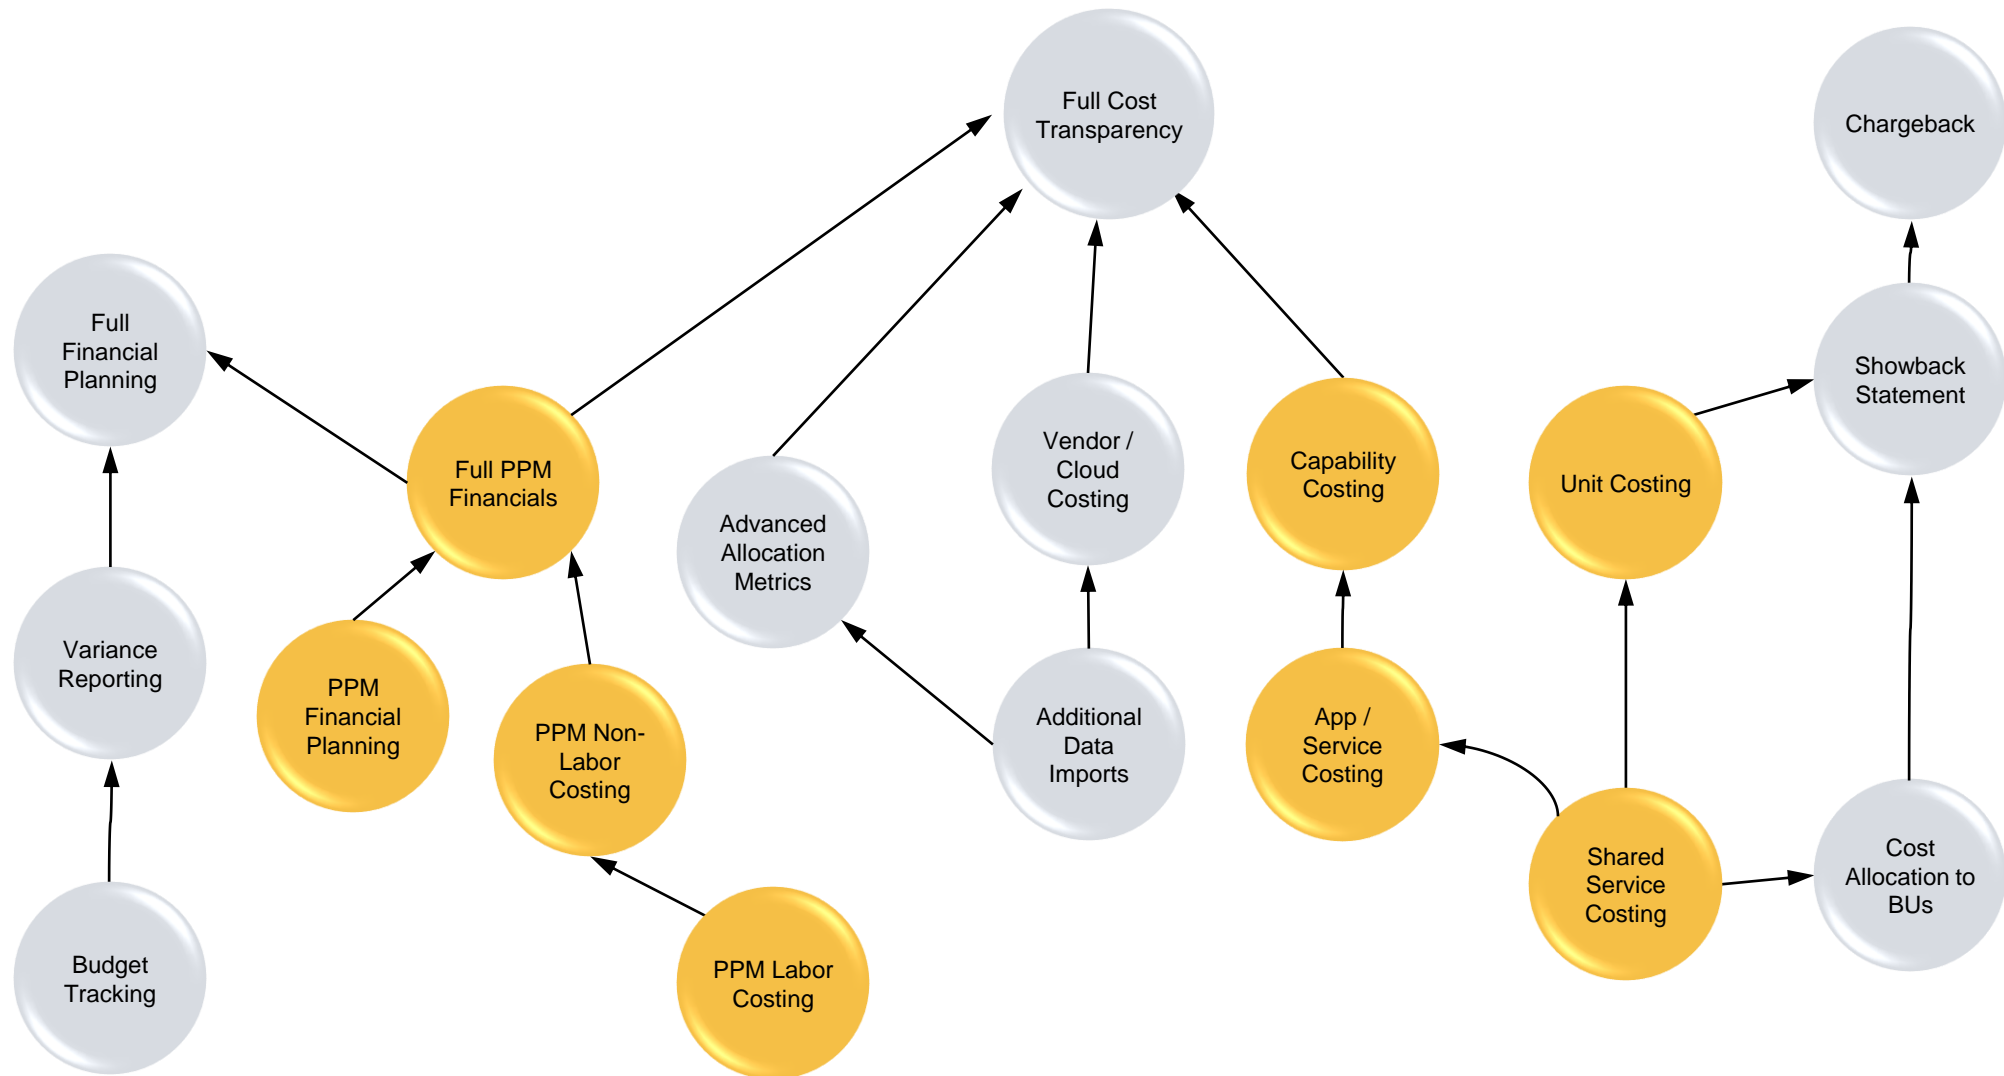 Full Cost
Transparency
Chargeback
Full
Financial
Planning
Showback
Statement
Full PPM
Financials
Vendor /
Cloud
Costing
Capability
Costing
Unit Costing
Advanced
Allocation
Metrics
Variance
Reporting
PPM
Financial
Planning
PPM Non-
Labor
Costing
Additional
Data
Imports
App /
Service
Costing
Shared
Service
Costing
Cost
Allocation to
BUs
Budget
Tracking
PPM Labor
Costing